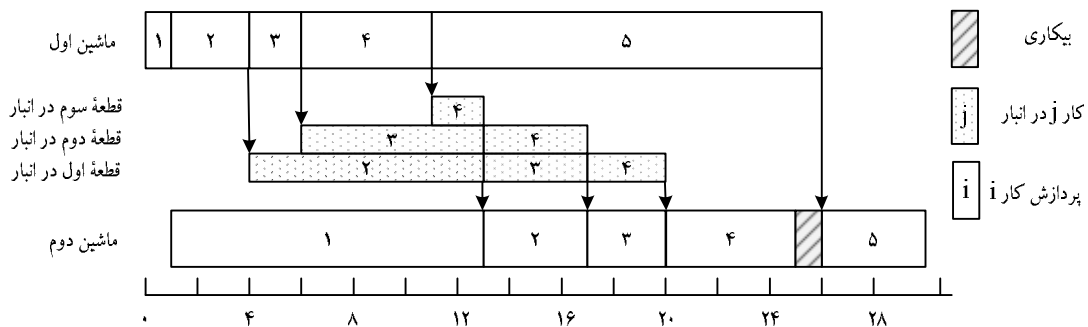 ماشین اول ۱ ۲ ۳ ۴ ۵
قطعهٔ سوم در انبار ۴
قطعهٔ دوم در انبار ۳ ۴
قطعهٔ اول در انبار ۲ ۳ ۴
ماشین دوم ۱ ۲ ۳ ۴ ۵
۰ ۴ ۸ ۱۲ ۱۶ ۲۰ ۲۴ ۲۸
بیکاری
j کار j در انبار
i پردازش کار i